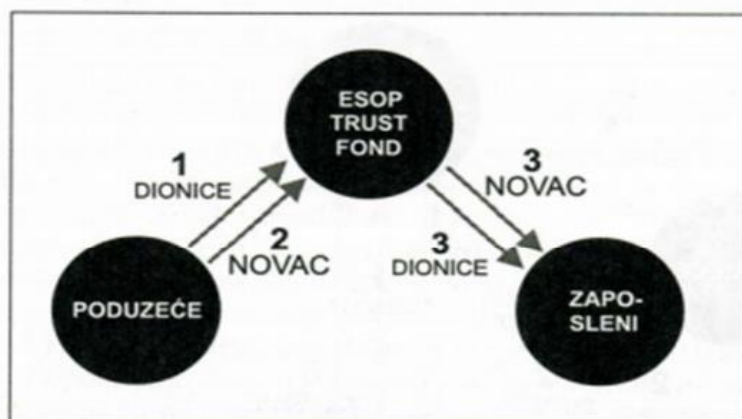 ESOP
TRUST
FOND
1
DIONICE
3
NOVAC
2
NOVAC
3
DIONICE
PODUZEĆE
ZAPO-
SLENI